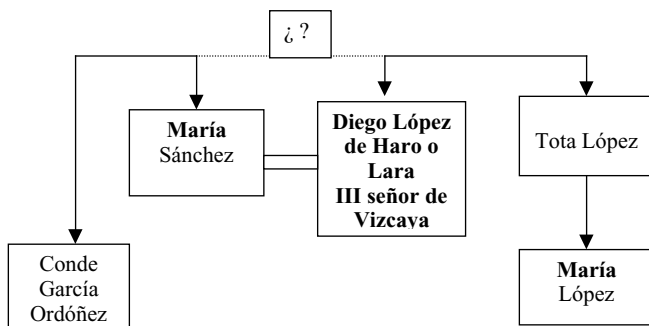 ¿ ?
María
Sánchez
Diego López
de Haro o
Lara
III señor de
Vizcaya
Tota López
Conde
García
Ordóñez
María
López